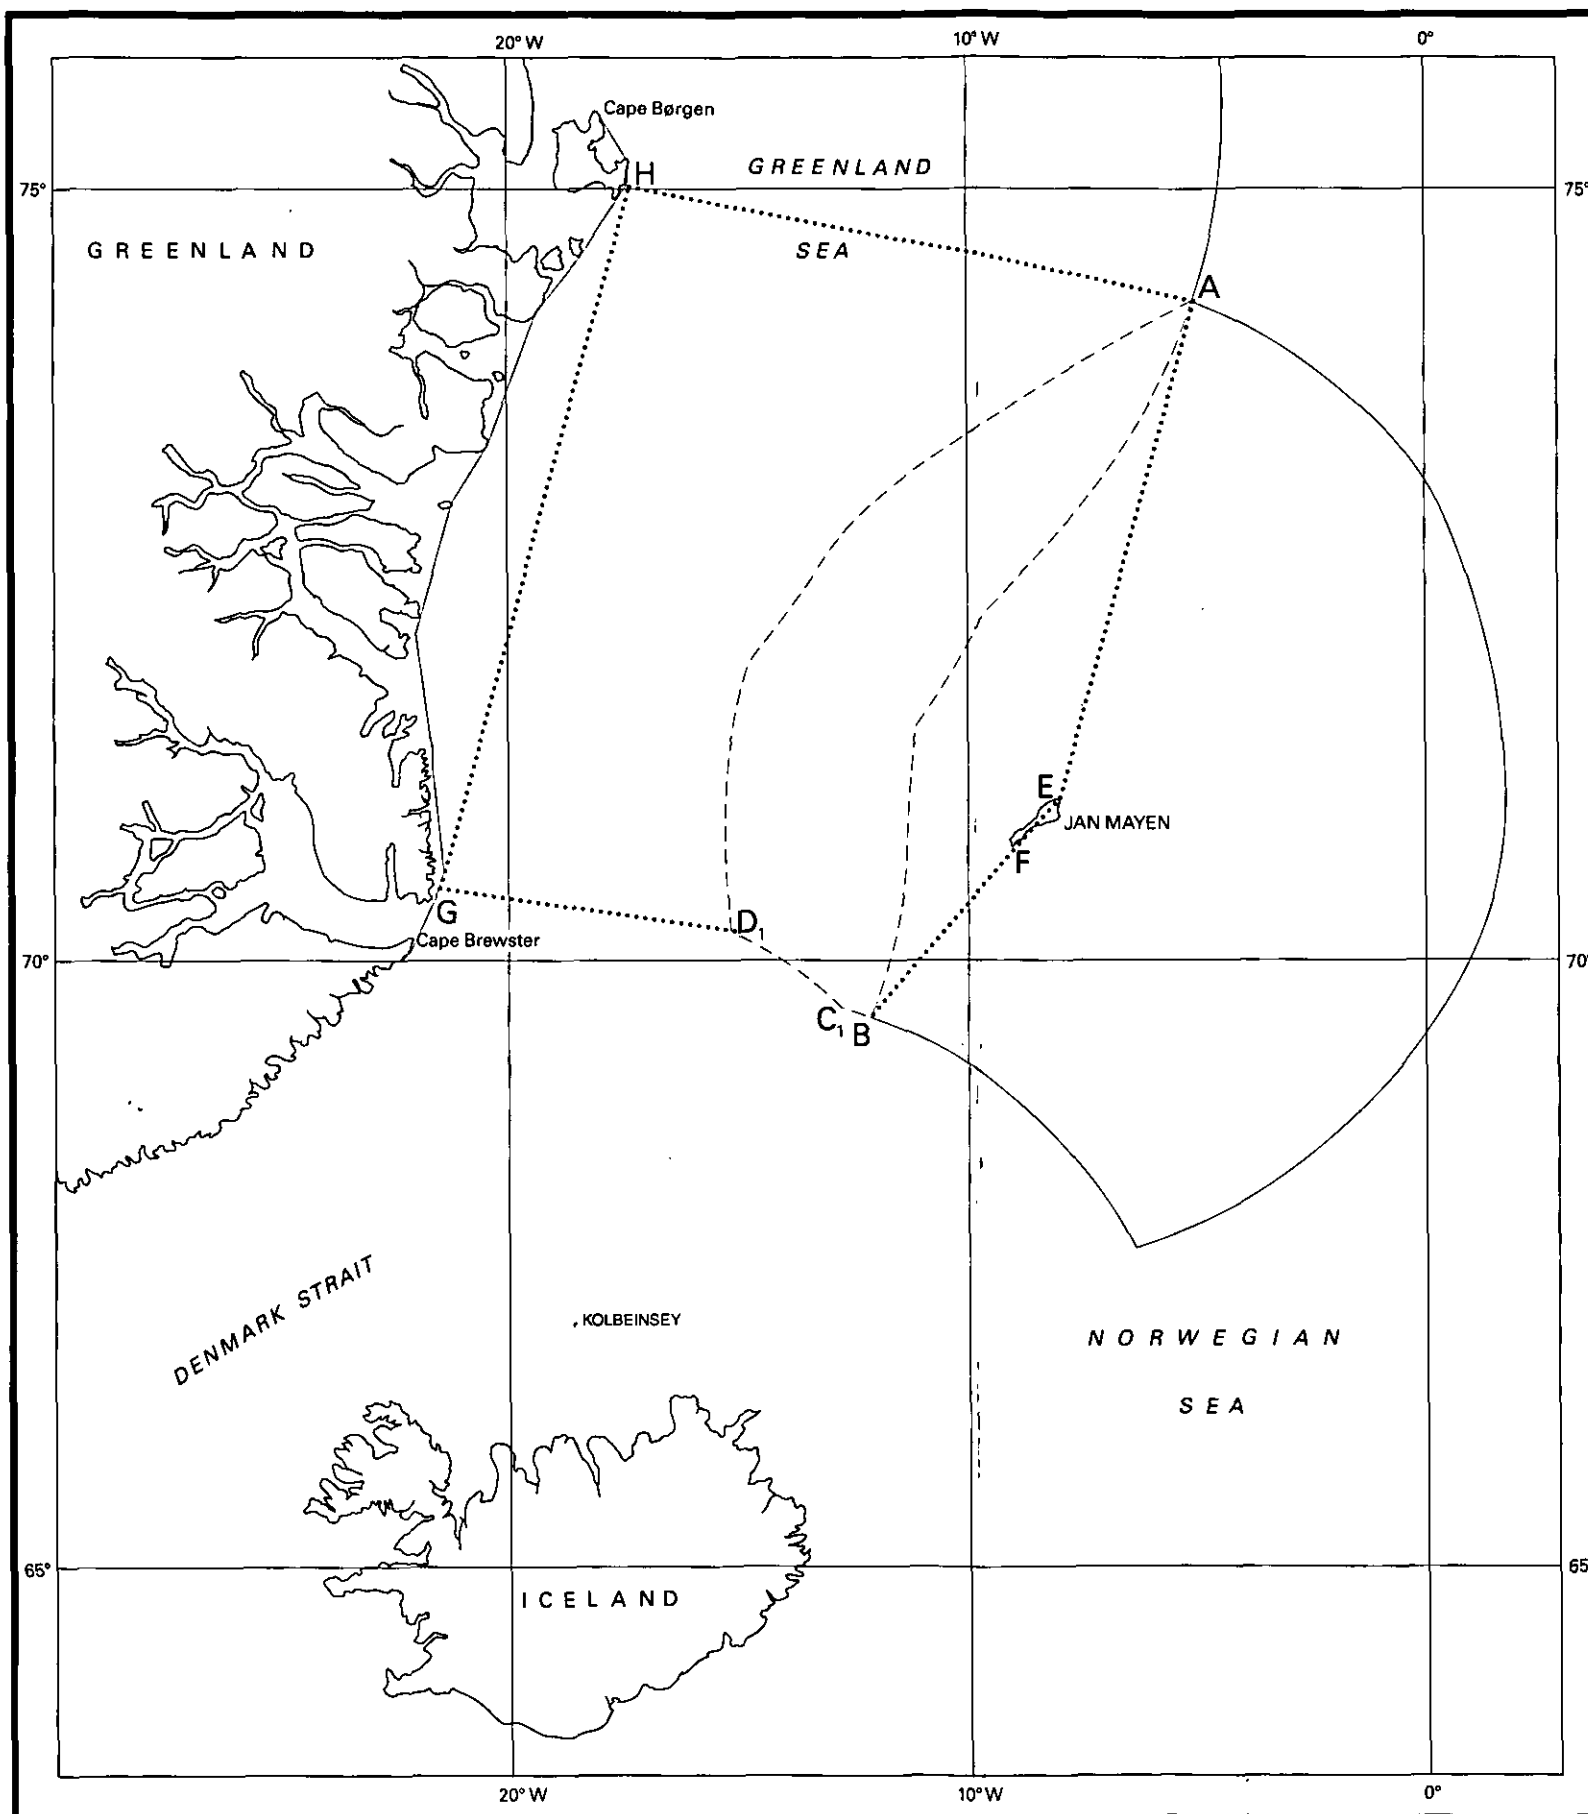 20° W 10° W 0°
Cape Børgen
H
GREENLAND
75° 75°
SEA
GREENLAND
A
E
JAN MAYEN
F
G
D₁
Cape Brewster
70° 70°
C₁ B
DENMARK STRAIT
KOLBEINSEY
NORWEGIAN
SEA
65° 65
ICELAND
20° W 10° W 0°